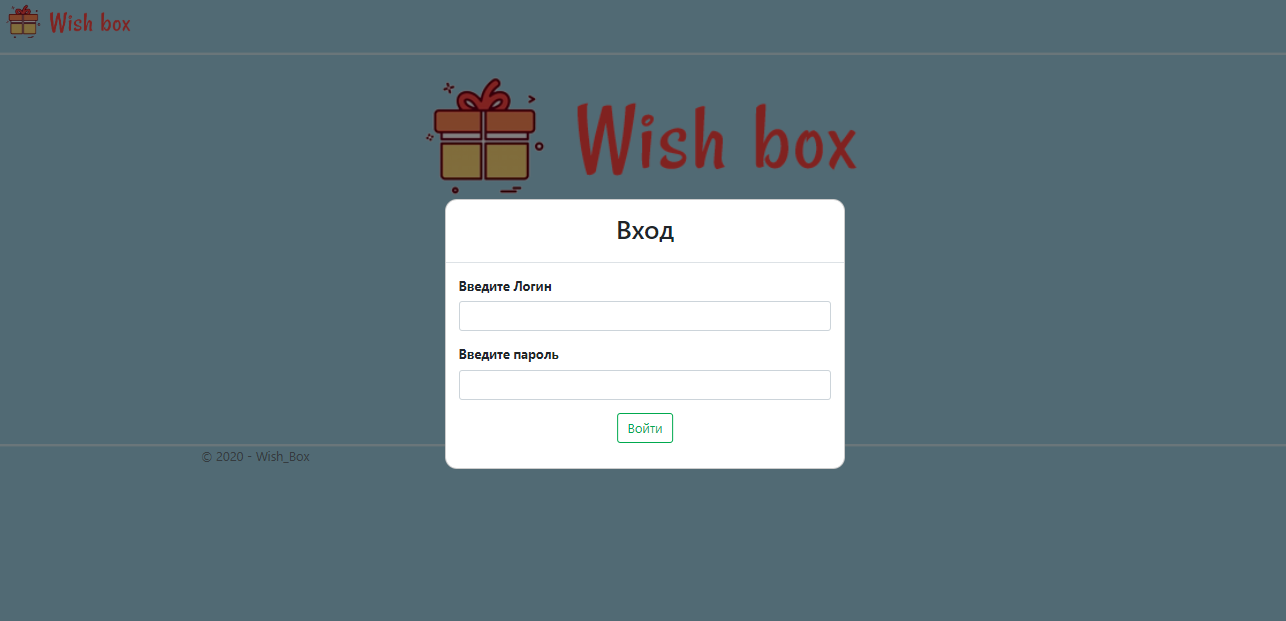 Wish box
Wish box
Вход
Введите Логин
Введите пароль
Войти
© 2020 - Wish_Box